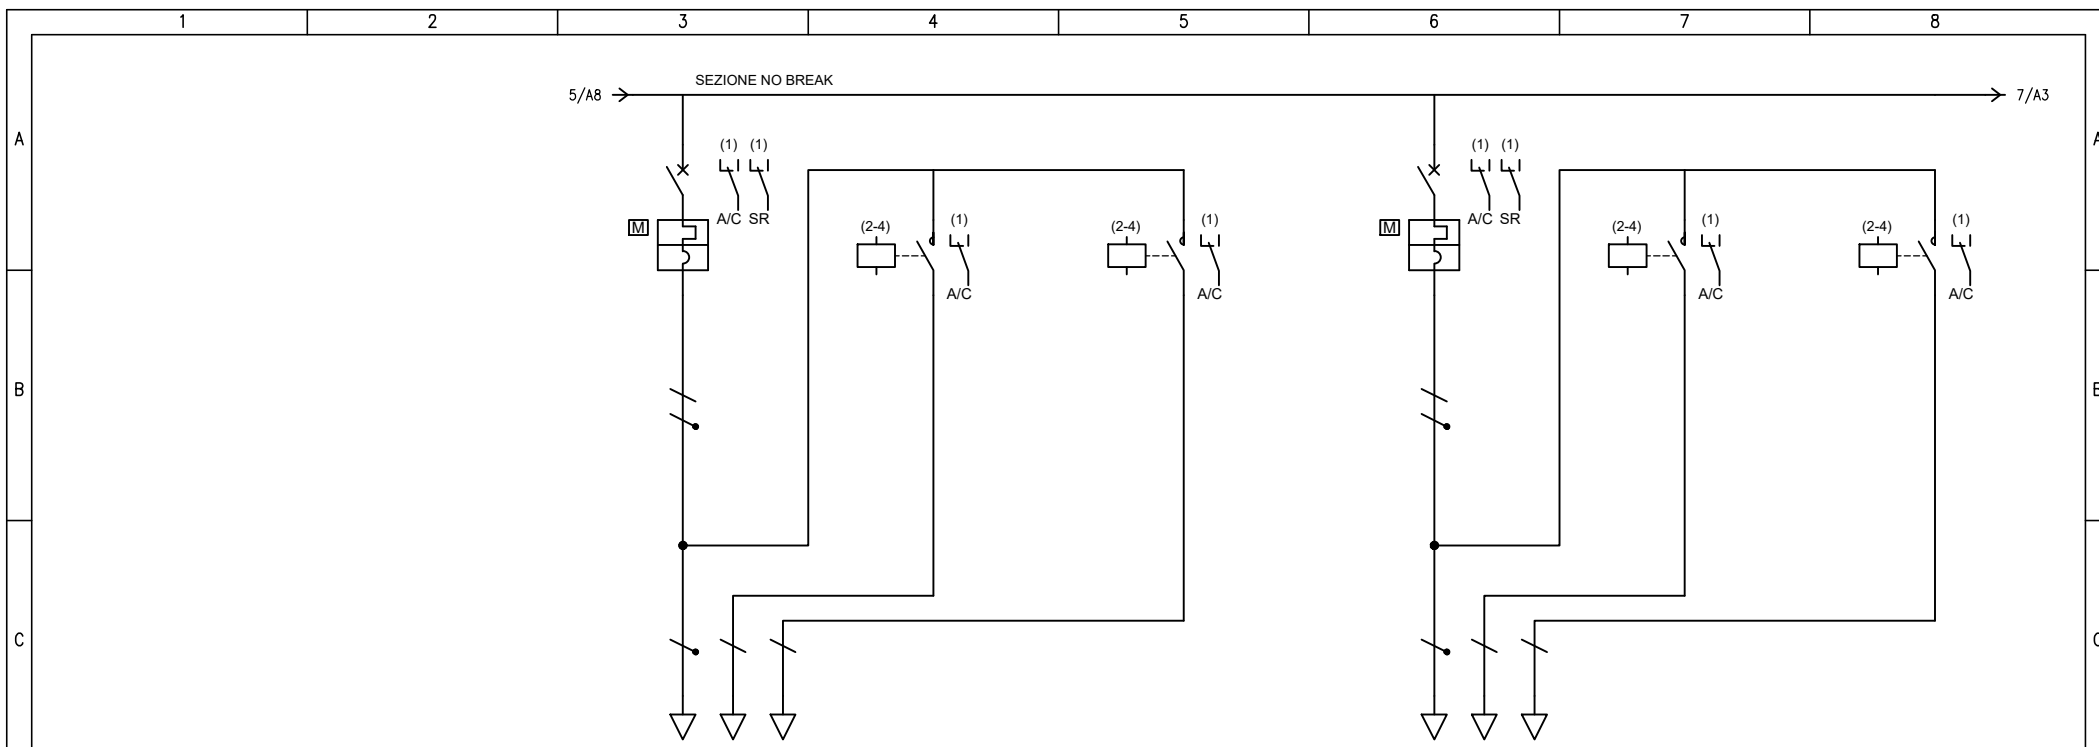 1 2 3 4 5 6 7 8
SEZIONE NO BREAK
5/A8 7/A3
A A
(1) (1) (1) (1)
A/C SR A/C SR
M (2-4) (1) (2-4) (1) M (2-4) (1) (2-4) (1)
A/C A/C A/C A/C
B B
C C